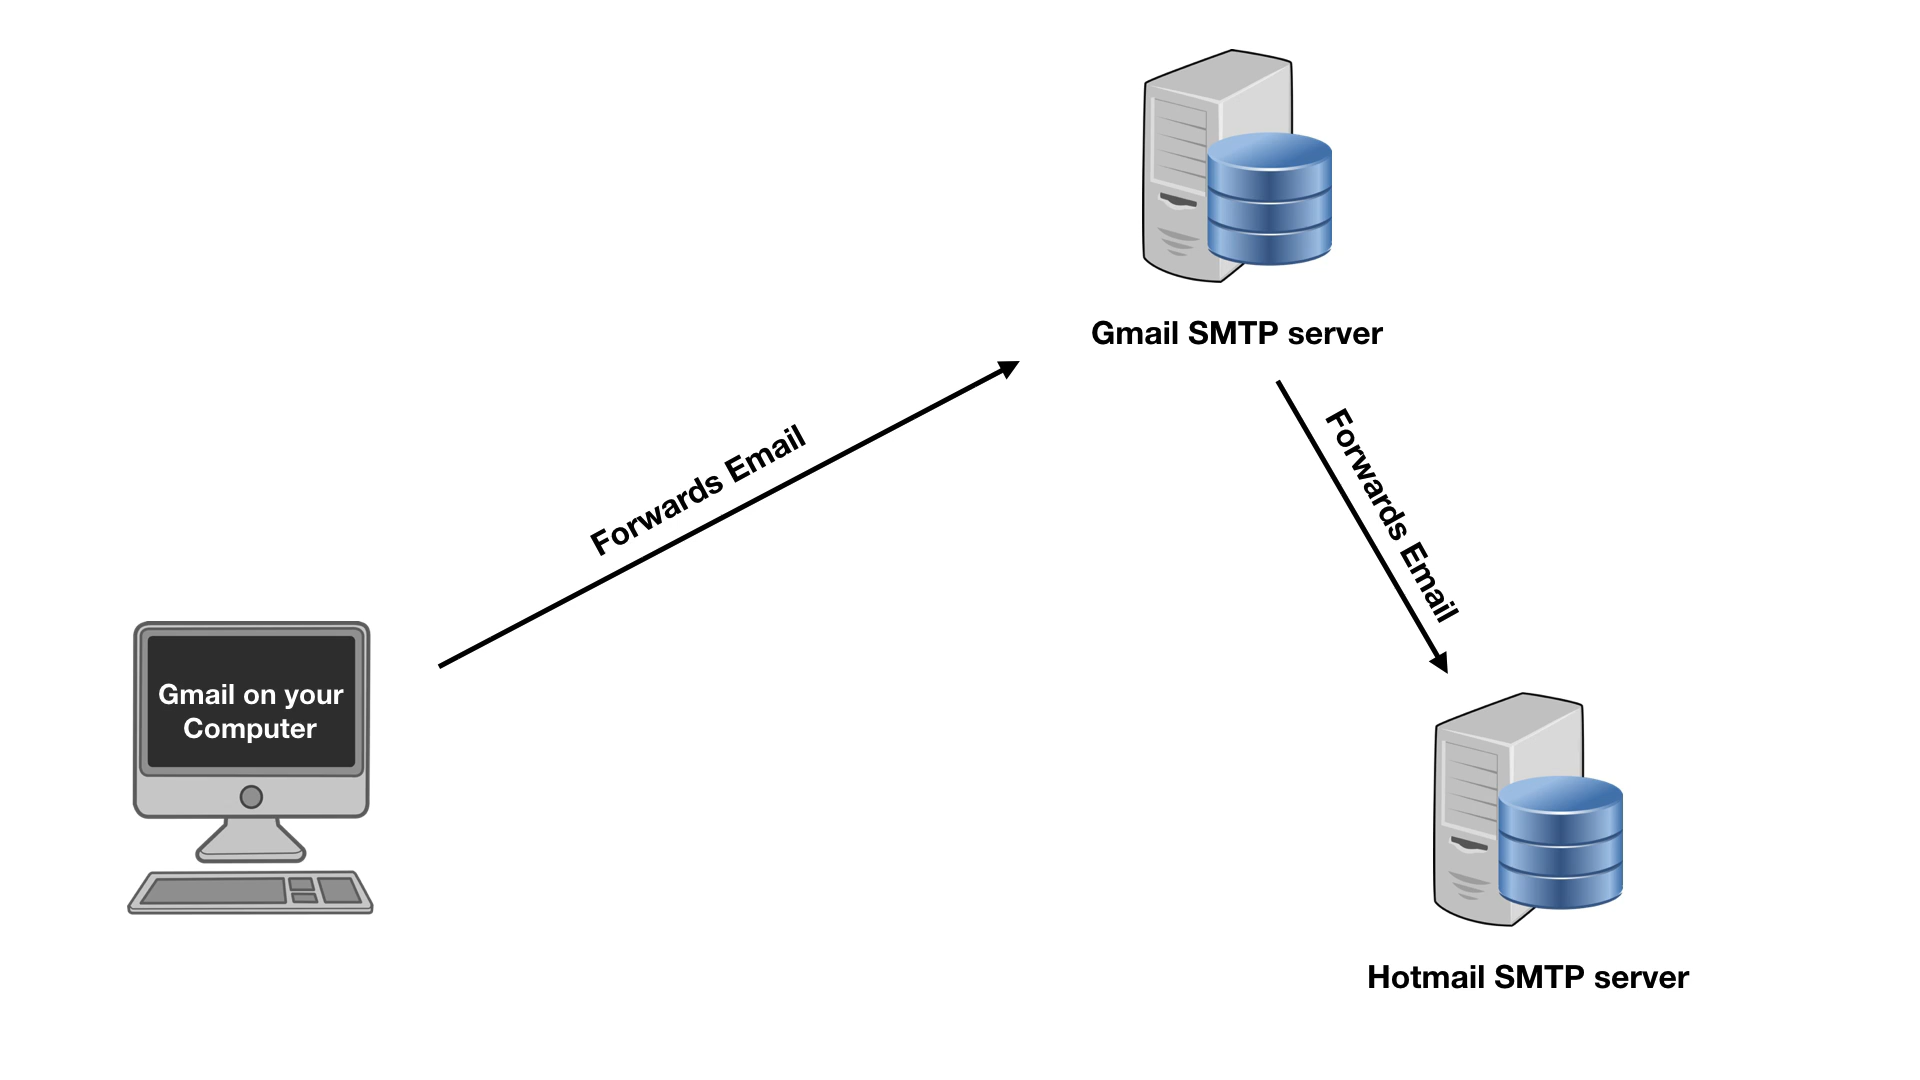 Gmail SMTP server
Forwards Email
Forwards Email
Gmail on your
Computer
Hotmail SMTP server